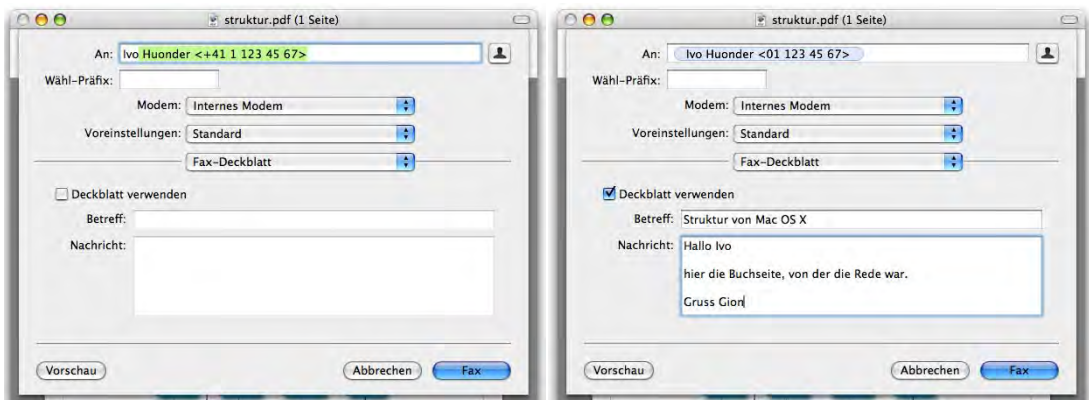 struktur.pdf (1 Seite)
An: Ivo Huonder <+41 1 123 45 67>
Wähl-Präfix:
Modem: Internes Modem
Voreinstellungen: Standard
Fax-Deckblatt
Deckblatt verwenden
Betreff:
Nachricht:
Vorschau Abbrechen Fax
struktur.pdf (1 Seite)
An: Ivo Huonder <01 123 45 67>
Wähl-Präfix:
Modem: Internes Modem
Voreinstellungen: Standard
Fax-Deckblatt
Deckblatt verwenden
Betreff: Struktur von Mac OS X
Nachricht: Hallo Ivo
hier die Buchseite, von der die Rede war.
Gruss Gion
Vorschau Abbrechen Fax